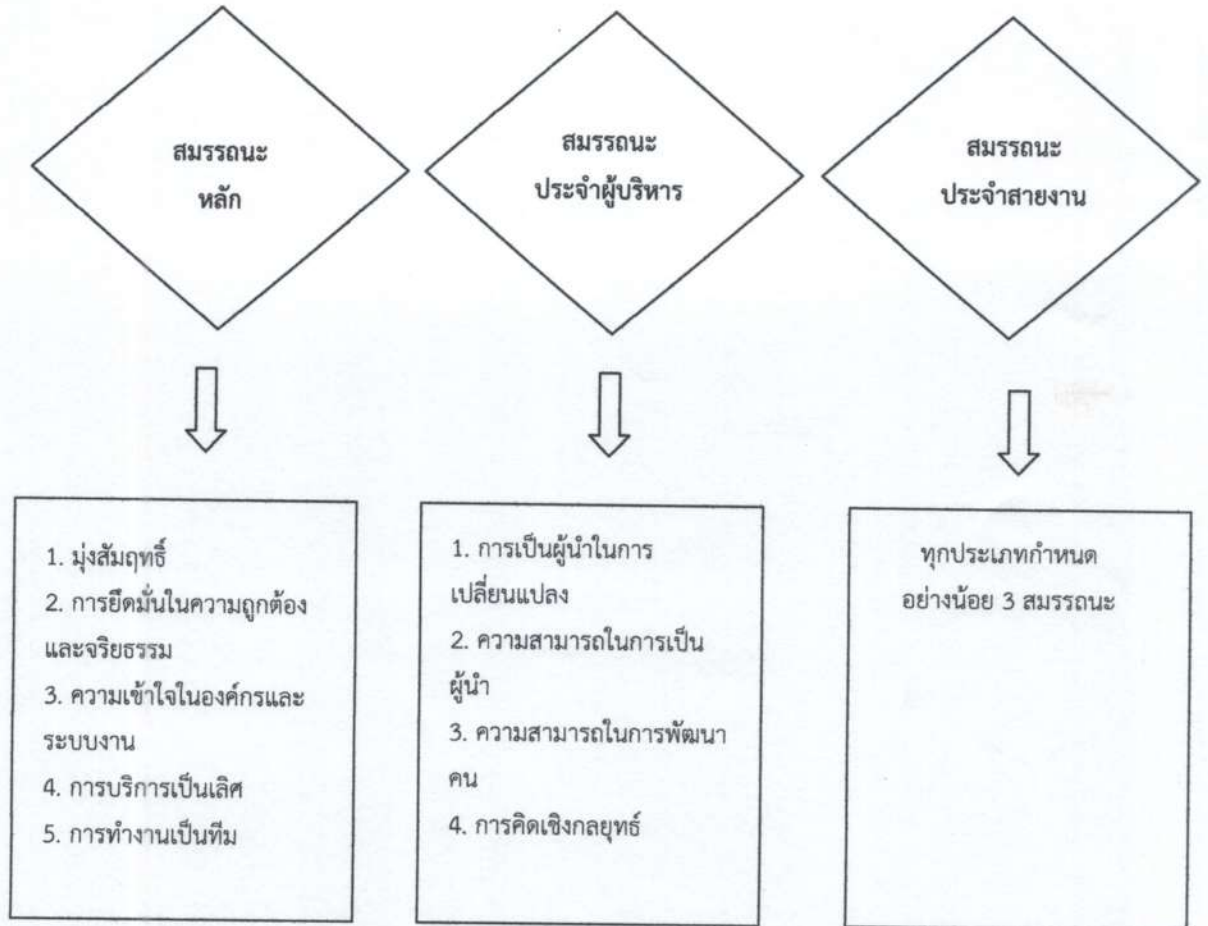 สมรรถนะ
หลัก
สมรรถนะ
ประจำผู้บริหาร
สมรรถนะ
ประจำสายงาน
1. มุ่งสัมฤทธิ์
2. การยึดมั่นในความถูกต้อง
และจริยธรรม
3. ความเข้าใจในองค์กรและ
ระบบงาน
4. การบริการเป็นเลิศ
5. การทำงานเป็นทีม
1. การเป็นผู้นำในการ
เปลี่ยนแปลง
2. ความสามารถในการเป็น
ผู้นำ
3. ความสามารถในการพัฒนา
คน
4. การคิดเชิงกลยุทธ์
ทุกประเภทกำหนด
อย่างน้อย 3 สมรรถนะ